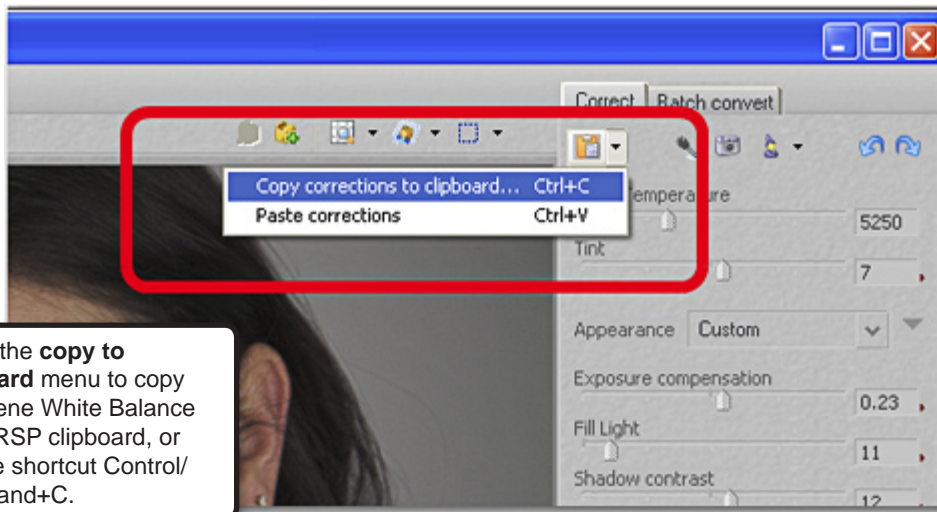 Correct Batch convert
Copy corrections to clipboard... Ctrl+C
Paste corrections Ctrl+V
emperature
5250
Tint
7
Appearance Custom
Exposure compensation
0.23
Fill Light
11
Shadow contrast
12
the copy to
ard menu to copy
ene White Balance
RSP clipboard, or
e shortcut Control/
and+C.